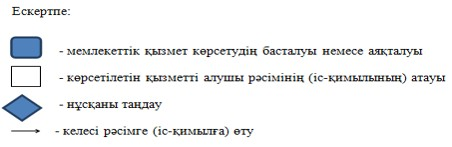 Ескертпе:
- мемлекеттік қызмет көрсетудің басталуы немесе аяқталуы
- көрсетілетін қызметті алушы рәсімінің (іс-қимылының) атауы
- нұсқаны таңдау
- келесі рәсімге (іс-қимылға) өту